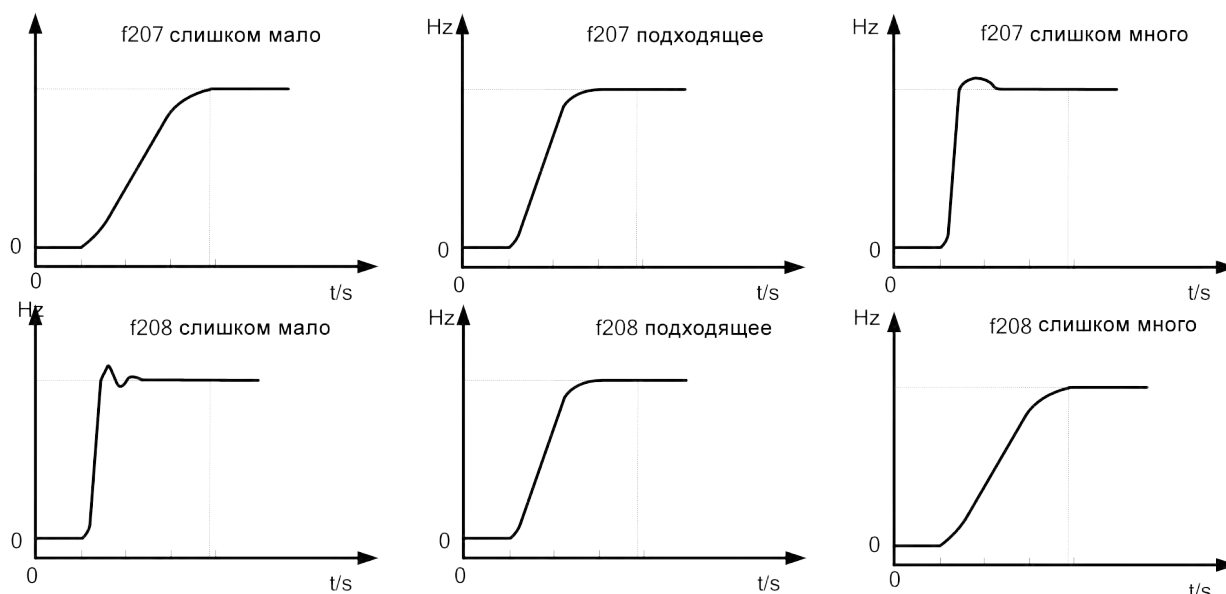 f207 слишком мало
0
0
t/s
Hz
f207 подходящее
0
0
t/s
Hz
f207 слишком много
0
0
t/s
Hz
f208 слишком мало
0
0
t/s
Hz
f208 подходящее
0
0
t/s
Hz
f208 слишком много
0
0
t/s